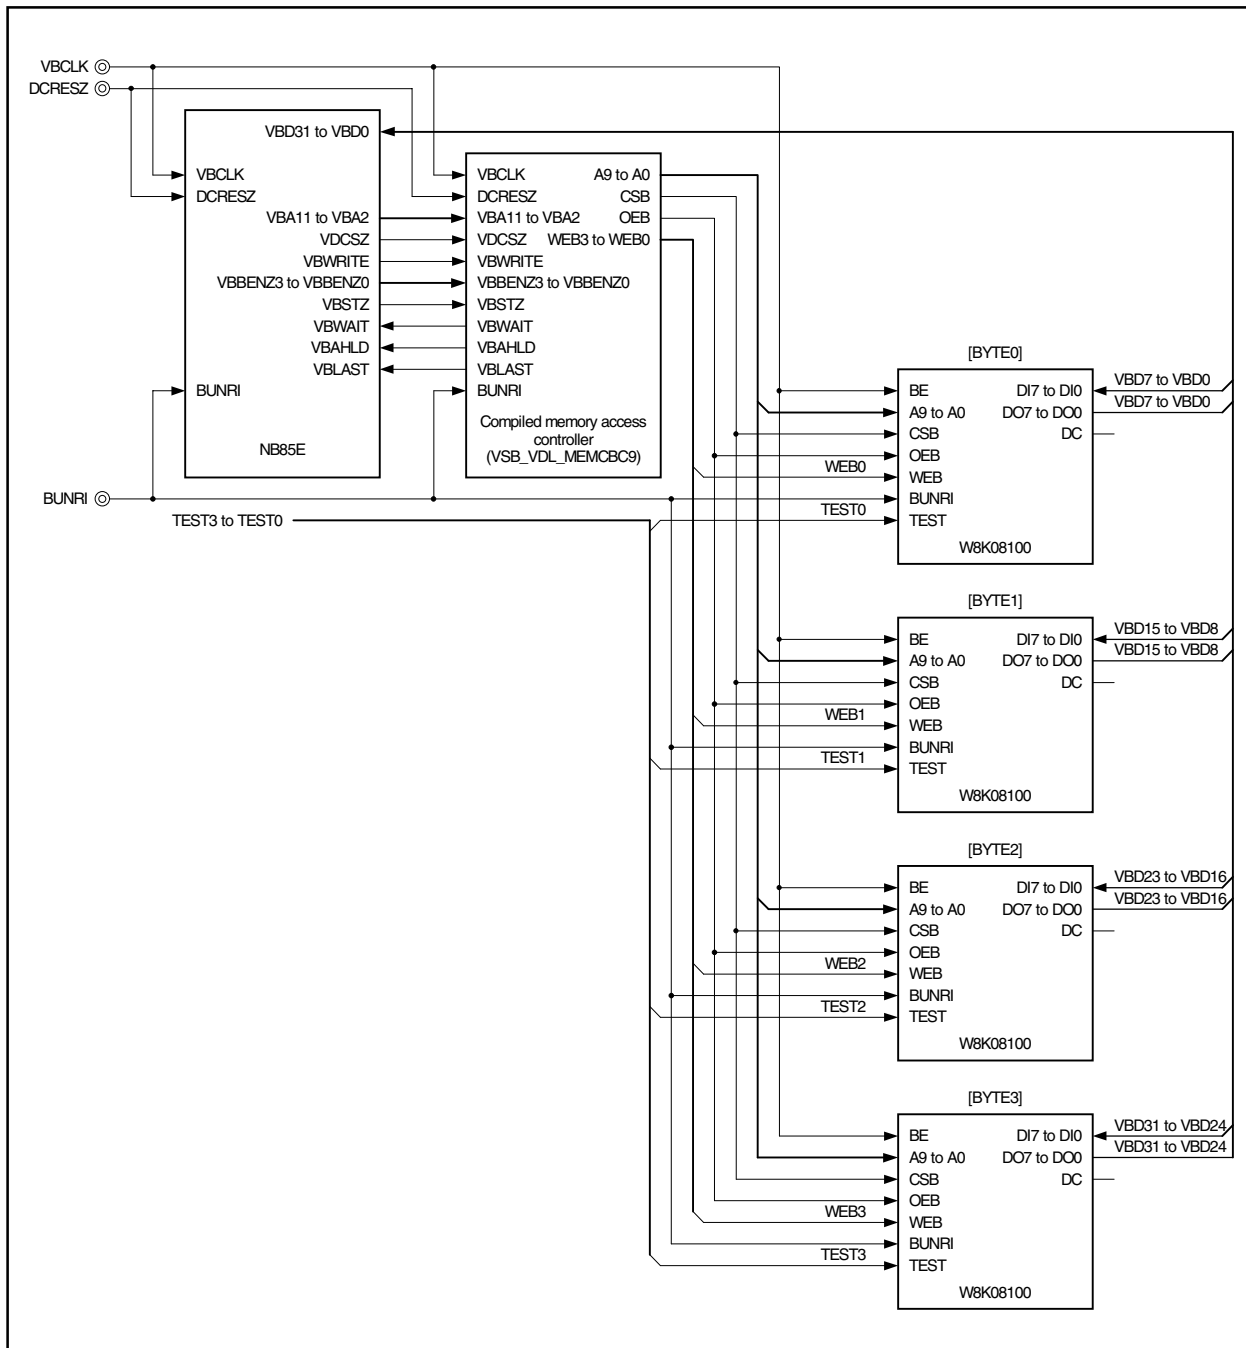 VBCLK
DCRESZ
VBD31 to VBD0
VBCLK
DCRESZ
VBA11 to VBA2
VDCSZ
VBWRITE
VBBENZ3 to VBBENZ0
VBSTZ
VBWAIT
VBAHLD
VBLAST
BUNRI
NB85E
VBCLK
A9 to A0
DCRESZ
CSB
VBA11 to VBA2
OEB
VDCSZ
WEB3 to WEB0
VBWRITE
VBBENZ3 to VBBENZ0
VBSTZ
VBWAIT
VBAHLD
VBLAST
BUNRI
Compiled memory access
controller
(VSB_VDL_MEMCBC9)
BUNRI
TEST3 to TEST0
[BYTE0]
BE
DI7 to DI0
VBD7 to VBD0
A9 to A0
DO7 to DO0
VBD7 to VBD0
CSB
DC
OEB
WEB0
WEB
BUNRI
TEST0
TEST
W8K08100
[BYTE1]
BE
DI7 to DI0
VBD15 to VBD8
A9 to A0
DO7 to DO0
VBD15 to VBD8
CSB
DC
OEB
WEB1
WEB
BUNRI
TEST1
TEST
W8K08100
[BYTE2]
BE
DI7 to DI0
VBD23 to VBD16
A9 to A0
DO7 to DO0
VBD23 to VBD16
CSB
DC
OEB
WEB2
WEB
BUNRI
TEST2
TEST
W8K08100
[BYTE3]
BE
DI7 to DI0
VBD31 to VBD24
A9 to A0
DO7 to DO0
VBD31 to VBD24
CSB
DC
OEB
WEB3
WEB
BUNRI
TEST3
TEST
W8K08100